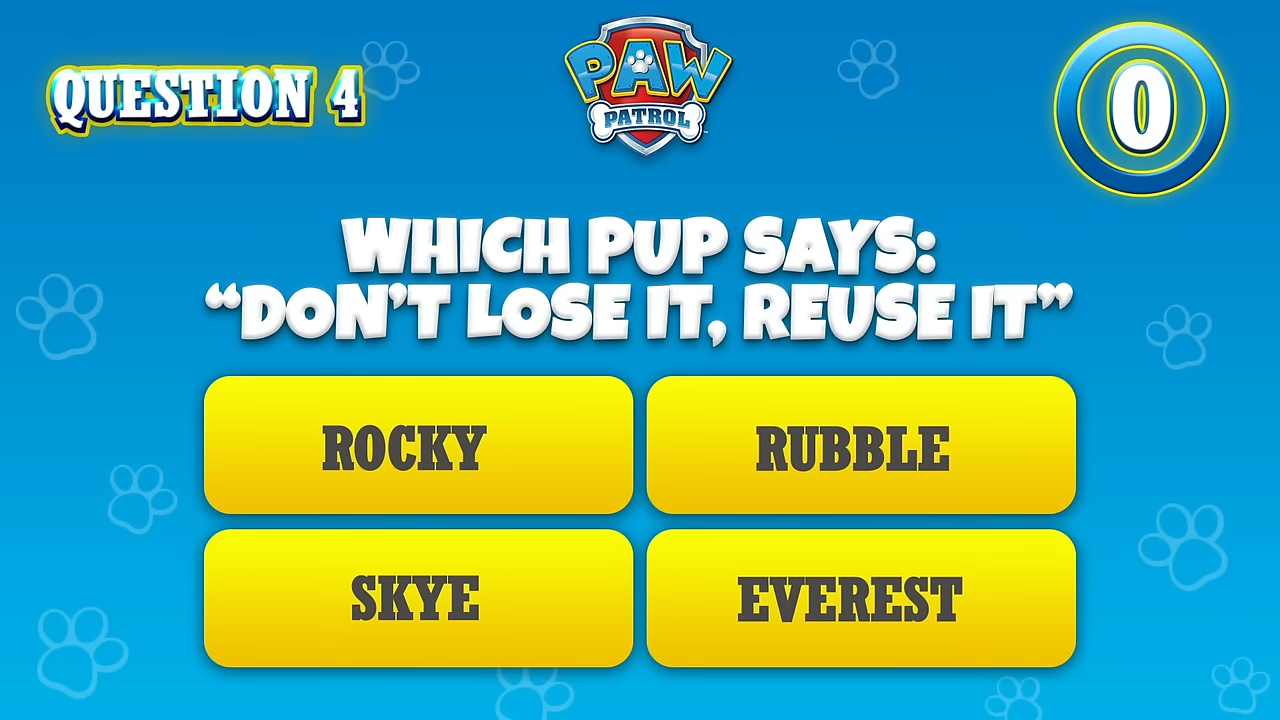 QUESTION 4
PAW
PATROL
0
WHICH PUP SAYS:
“DON’T LOSE IT, REUSE IT”
ROCKY
RUBBLE
SKYE
EVEREST